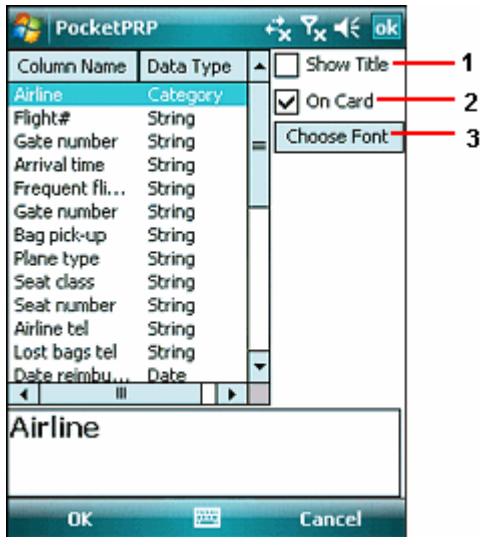 PocketPRP ok
Column Name Data Type
Airline Category
Flight# String
Gate number String
Arrival time String
Frequent fli... String
Gate number String
Bag pick-up String
Plane type String
Seat class String
Seat number String
Airline tel String
Lost bags tel String
Date reimbu... Date
Show Title 1
On Card 2
Choose Font 3
Airline
OK Cancel